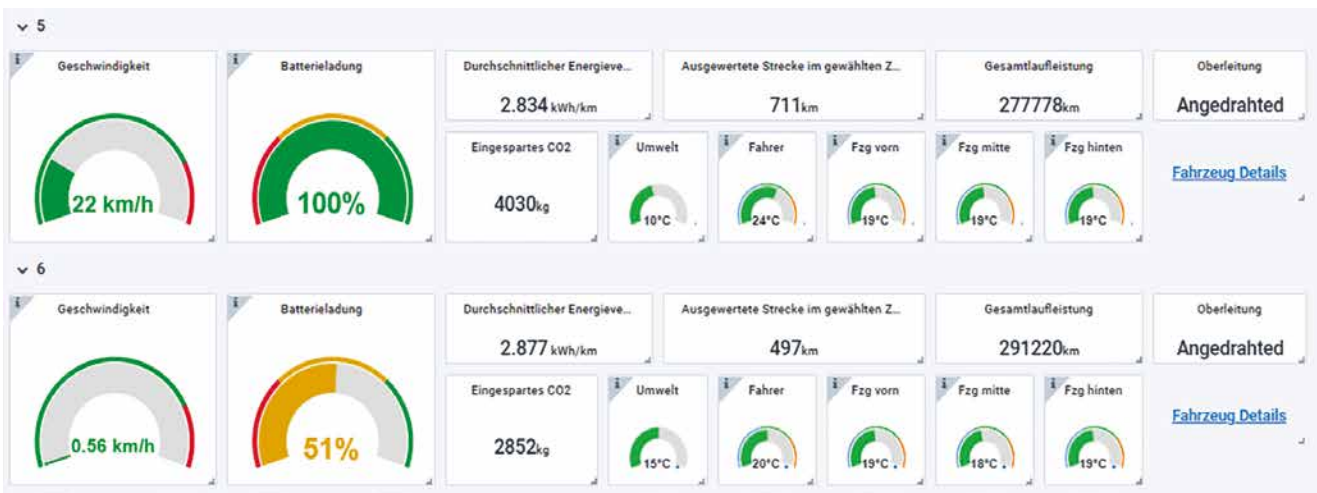 5
Geschwindigkeit
Batterieladung
Durchschnittlicher Energieve...
Ausgewertete Strecke im gewählten Z...
Gesamtlaufleistung
Oberleitung
2.834 kWh/km
711km
277778km
Angedrahted
Eingespartes CO2
Umwelt
Fahrer
Fzg vorn
Fzg mitte
Fzg hinten
Fahrzeug Details
22 km/h
100%
4030kg
10°C
24°C
19°C
19°C
19°C
6
Geschwindigkeit
Batterieladung
Durchschnittlicher Energieve...
Ausgewertete Strecke im gewählten Z...
Gesamtlaufleistung
Oberleitung
2.877 kWh/km
497km
291220km
Angedrahted
Eingespartes CO2
Umwelt
Fahrer
Fzg vorn
Fzg mitte
Fzg hinten
Fahrzeug Details
0.56 km/h
51%
2852kg
15°C
20°C
19°C
18°C
19°C